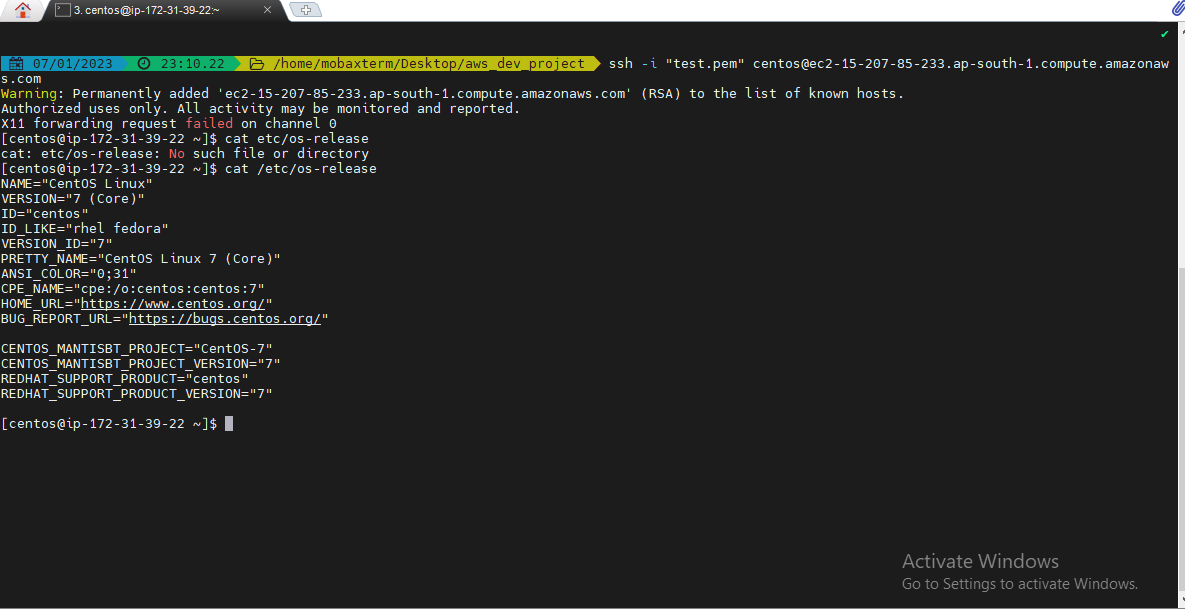 3. centos@ip-172-31-39-22:~
07/01/2023 23:10.22 /home/mobaxterm/Desktop/aws_dev_project ssh -i "test.pem" centos@ec2-15-207-85-233.ap-south-1.compute.amazonaw
s.com
Warning: Permanently added 'ec2-15-207-85-233.ap-south-1.compute.amazonaws.com' (RSA) to the list of known hosts.
Authorized uses only. All activity may be monitored and reported.
X11 forwarding request failed on channel 0
[centos@ip-172-31-39-22 ~]$ cat etc/os-release
cat: etc/os-release: No such file or directory
[centos@ip-172-31-39-22 ~]$ cat /etc/os-release
NAME="CentOS Linux"
VERSION="7 (Core)"
ID="centos"
ID_LIKE="rhel fedora"
VERSION_ID="7"
PRETTY_NAME="CentOS Linux 7 (Core)"
ANSI_COLOR="0;31"
CPE_NAME="cpe:/o:centos:centos:7"
HOME_URL="https://www.centos.org/"
BUG_REPORT_URL="https://bugs.centos.org/"
CENTOS_MANTISBT_PROJECT="CentOS-7"
CENTOS_MANTISBT_PROJECT_VERSION="7"
REDHAT_SUPPORT_PRODUCT="centos"
REDHAT_SUPPORT_PRODUCT_VERSION="7"
[centos@ip-172-31-39-22 ~]$
Activate Windows
Go to Settings to activate Windows.